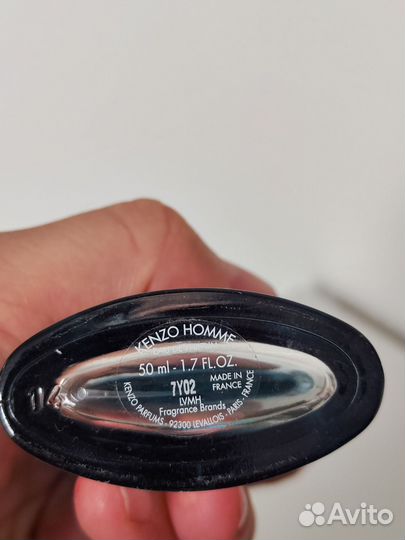 KENZO HOMME
50 ml - 1.7 FL.OZ.
7Y02
MADE IN
FRANCE
LVMH
Fragrance Brands
KENZO PARFUMS - 92300 LEVALLOIS - PARIS - FRANCE
Avito